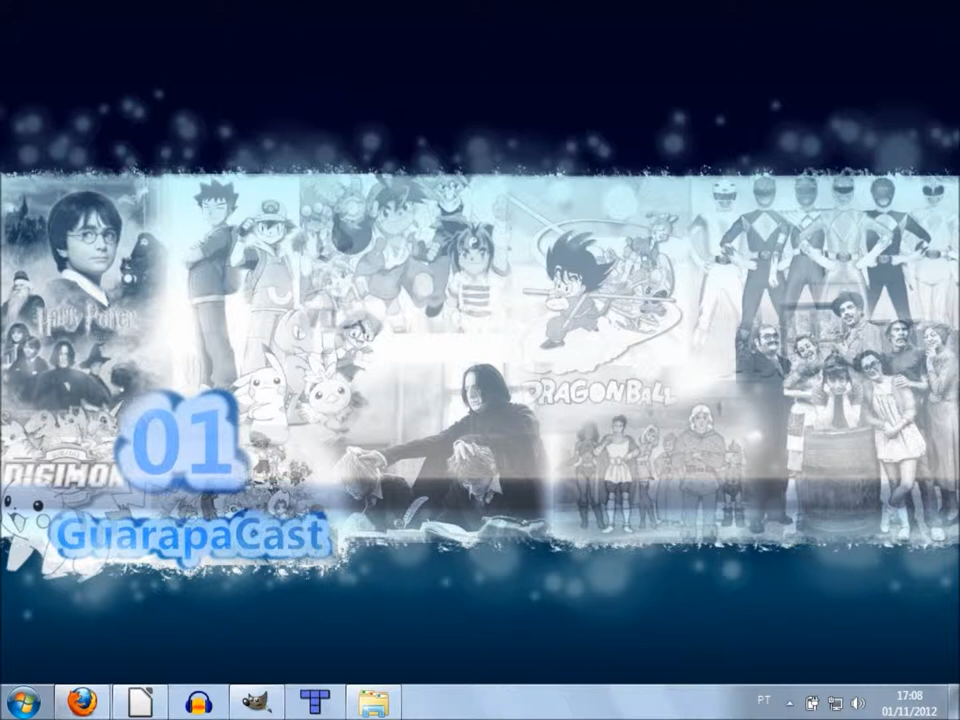 Harry Potter
DRAGONBALL
01
DIGIMON
GuarapaCast
PT
17:08
01/11/2012